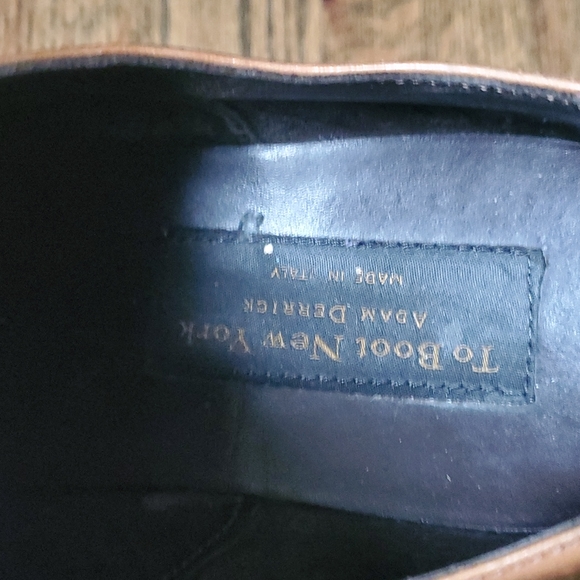 To Boot New York
Adam Derrick
Made in Italy